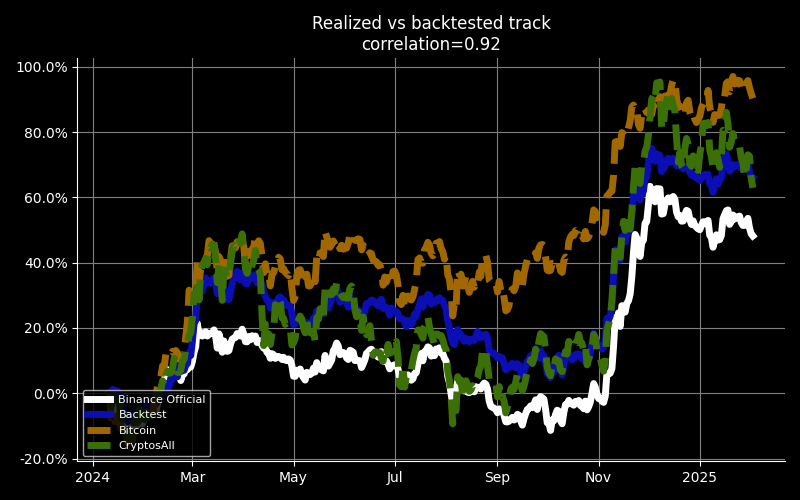 Realized vs backtested track
correlation=0.92
100.0%
80.0%
60.0%
40.0%
20.0%
0.0%
-20.0%
Binance Official
Backtest
Bitcoin
CryptosAll
2024
Mar
May
Jul
Sep
Nov
2025